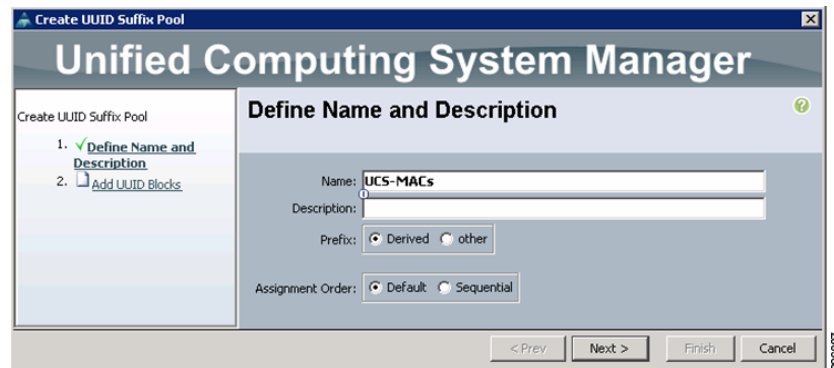 Create UUID Suffix Pool
Unified Computing System Manager
Create UUID Suffix Pool
1. Define Name and
Description
2. Add UUID Blocks
Define Name and Description
Name: UCS-MACs
Description:
Prefix: Derived other
Assignment Order: Default Sequential
< Prev Next > Finish Cancel